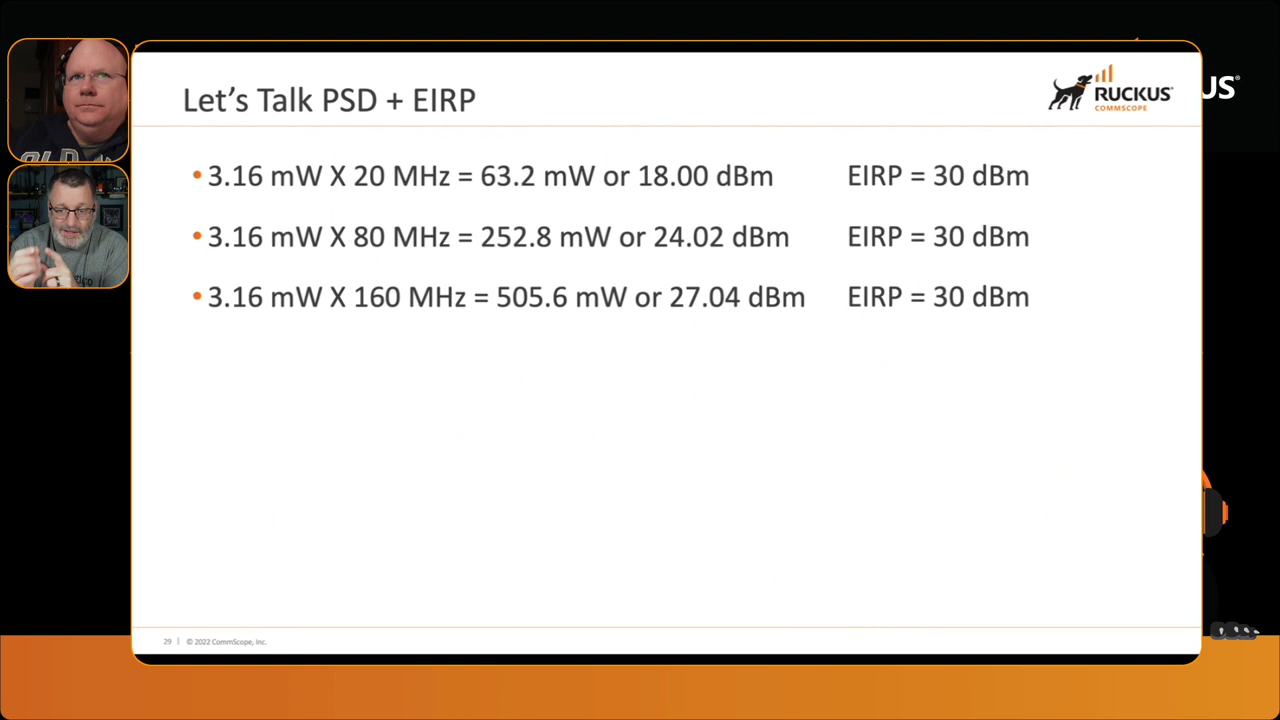 Let's Talk PSD + EIRP
RUCKUS®
COMMSCOPE
US®
• 3.16 mW X 20 MHz = 63.2 mW or 18.00 dBm EIRP = 30 dBm
• 3.16 mW X 80 MHz = 252.8 mW or 24.02 dBm EIRP = 30 dBm
• 3.16 mW X 160 MHz = 505.6 mW or 27.04 dBm EIRP = 30 dBm
29 | © 2022 CommScope, Inc.